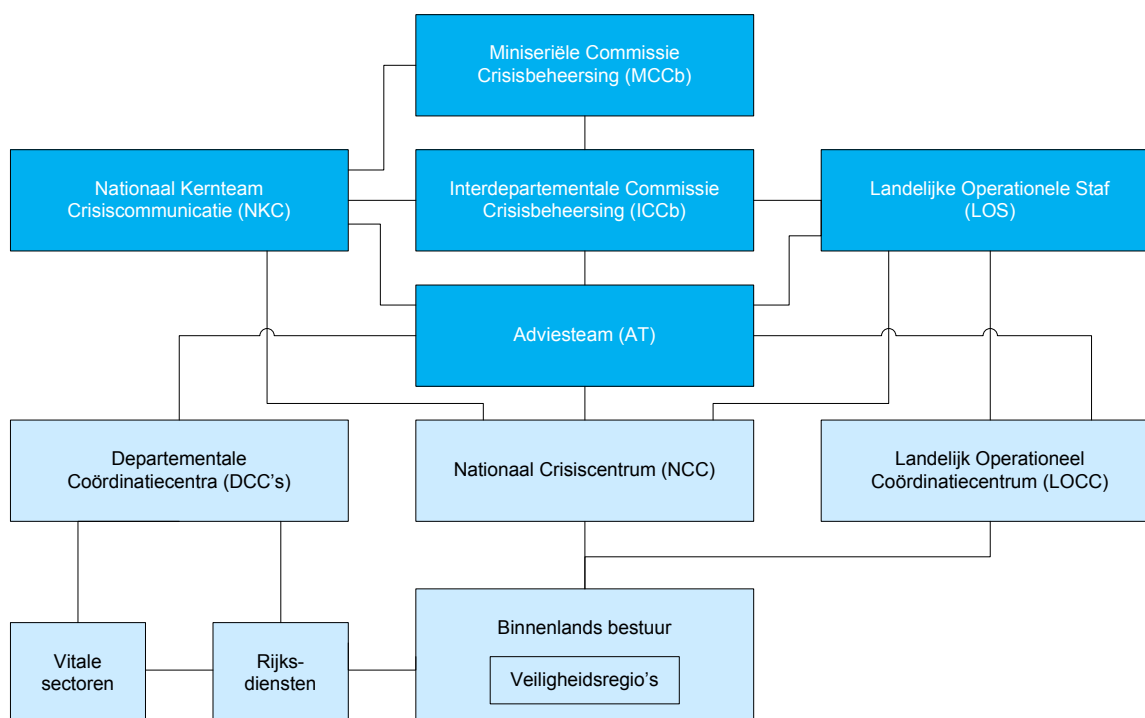 Miniseriële Commissie
Crisisbeheersing (MCCb)
Nationaal Kernteam
Crisiscommunicatie (NKC)
Interdepartementale Commissie
Crisisbeheersing (ICCb)
Landelijke Operationele Staf
(LOS)
Adviesteam (AT)
Departementale
Coördinatiecentra (DCC's)
Nationaal Crisiscentrum (NCC)
Landelijk Operationeel
Coördinatiecentrum (LOCC)
Vitale
sectoren
Rijks-
diensten
Binnenlands bestuur
Veiligheidsregio's